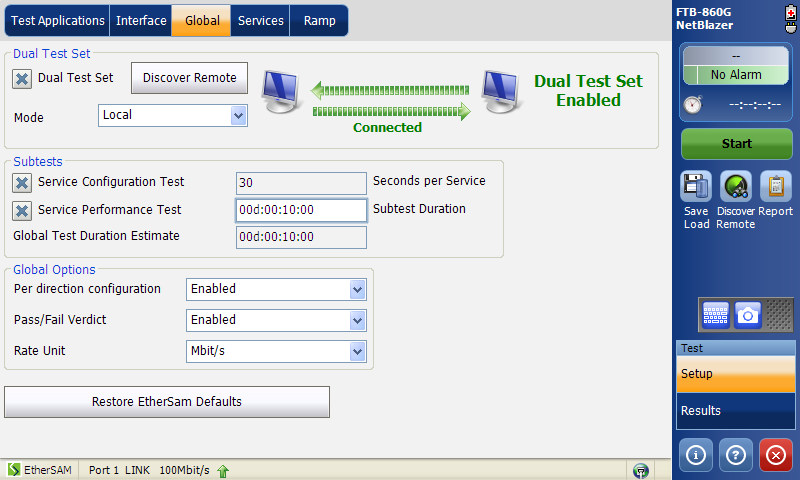 Test Applications Interface Global Services Ramp
FTB-860G
NetBlazer
Dual Test Set
Dual Test Set Discover Remote
Mode Local
Connected
Dual Test Set
Enabled
--
No Alarm
--:--:--:--
Start
Save
Load
Discover
Remote
Report
Subtests
Service Configuration Test 30 Seconds per Service
Service Performance Test 00d:00:10:00 Subtest Duration
Global Test Duration Estimate 00d:00:10:00
Global Options
Per direction configuration Enabled
Pass/Fail Verdict Enabled
Rate Unit Mbit/s
Restore EtherSam Defaults
Test
Setup
Results
EtherSAM Port 1 LINK 100Mbit/s